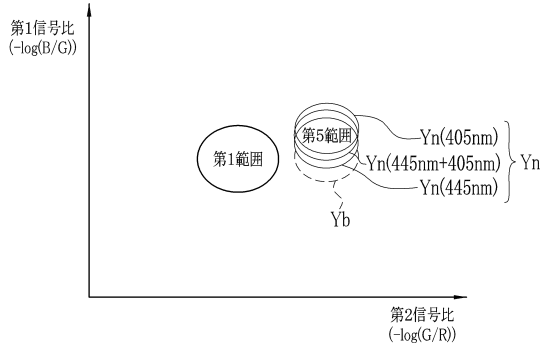 第1信号比
(-log(B/G))
第5範囲
第1範囲
Yn(405nm)
Yn(445nm+405nm)
Yn(445nm)
Yn
Yb
第2信号比
(-log(G/R))